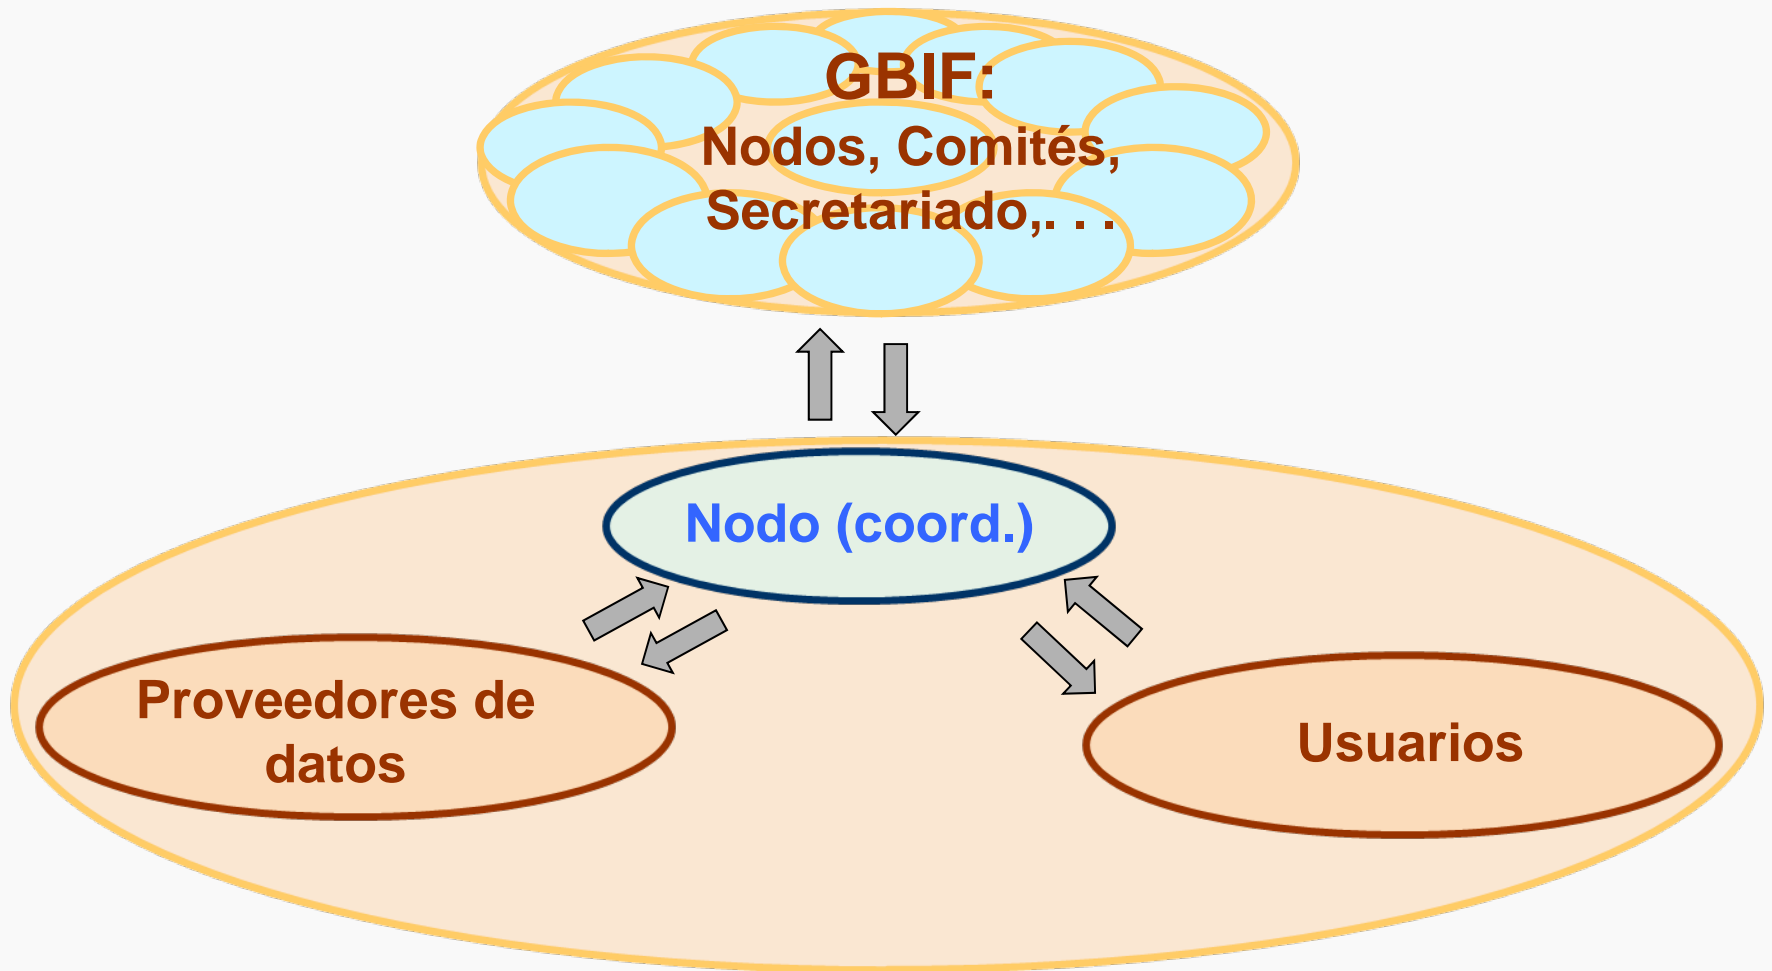 GBIF:
Nodos, Comités,
Secretariado,. . .
Nodo (coord.)
Proveedores de
datos
Usuarios